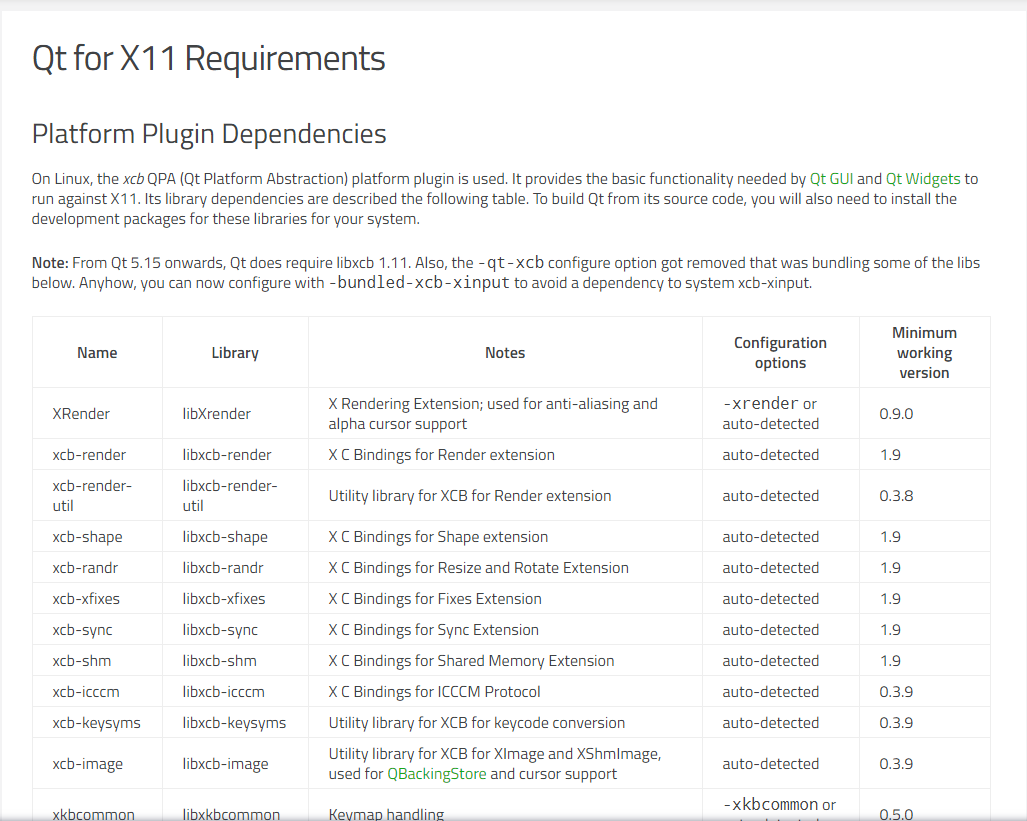 Qt for X11 Requirements
Platform Plugin Dependencies
On Linux, the xcb QPA (Qt Platform Abstraction) platform plugin is used. It provides the basic functionality needed by Qt GUI and Qt Widgets to
run against X11. Its library dependencies are described the following table. To build Qt from its source code, you will also need to install the
development packages for these libraries for your system.
Note: From Qt 5.15 onwards, Qt does require libxcb 1.11. Also, the -qt-xcb configure option got removed that was bundling some of the libs
below. Anyhow, you can now configure with -bundled-xcb-xinput to avoid a dependency to system xcb-xinput.
Name Library Notes Configuration options Minimum working version
XRender libXrender X Rendering Extension; used for anti-aliasing and alpha cursor support -xrender or auto-detected 0.9.0
xcb-render libxcb-render X C Bindings for Render extension auto-detected 1.9
xcb-render-util libxcb-render-util Utility library for XCB for Render extension auto-detected 0.3.8
xcb-shape libxcb-shape X C Bindings for Shape extension auto-detected 1.9
xcb-randr libxcb-randr X C Bindings for Resize and Rotate Extension auto-detected 1.9
xcb-xfixes libxcb-xfixes X C Bindings for Fixes Extension auto-detected 1.9
xcb-sync libxcb-sync X C Bindings for Sync Extension auto-detected 1.9
xcb-shm libxcb-shm X C Bindings for Shared Memory Extension auto-detected 1.9
xcb-icccm libxcb-icccm X C Bindings for ICCCM Protocol auto-detected 0.3.9
xcb-keysyms libxcb-keysyms Utility library for XCB for keycode conversion auto-detected 0.3.9
xcb-image libxcb-image Utility library for XCB for XImage and XShmImage, used for QBackingStore and cursor support auto-detected 0.3.9
xkbcommon libxkbcommon Keymap handling -xkbcommon or 0.5.0